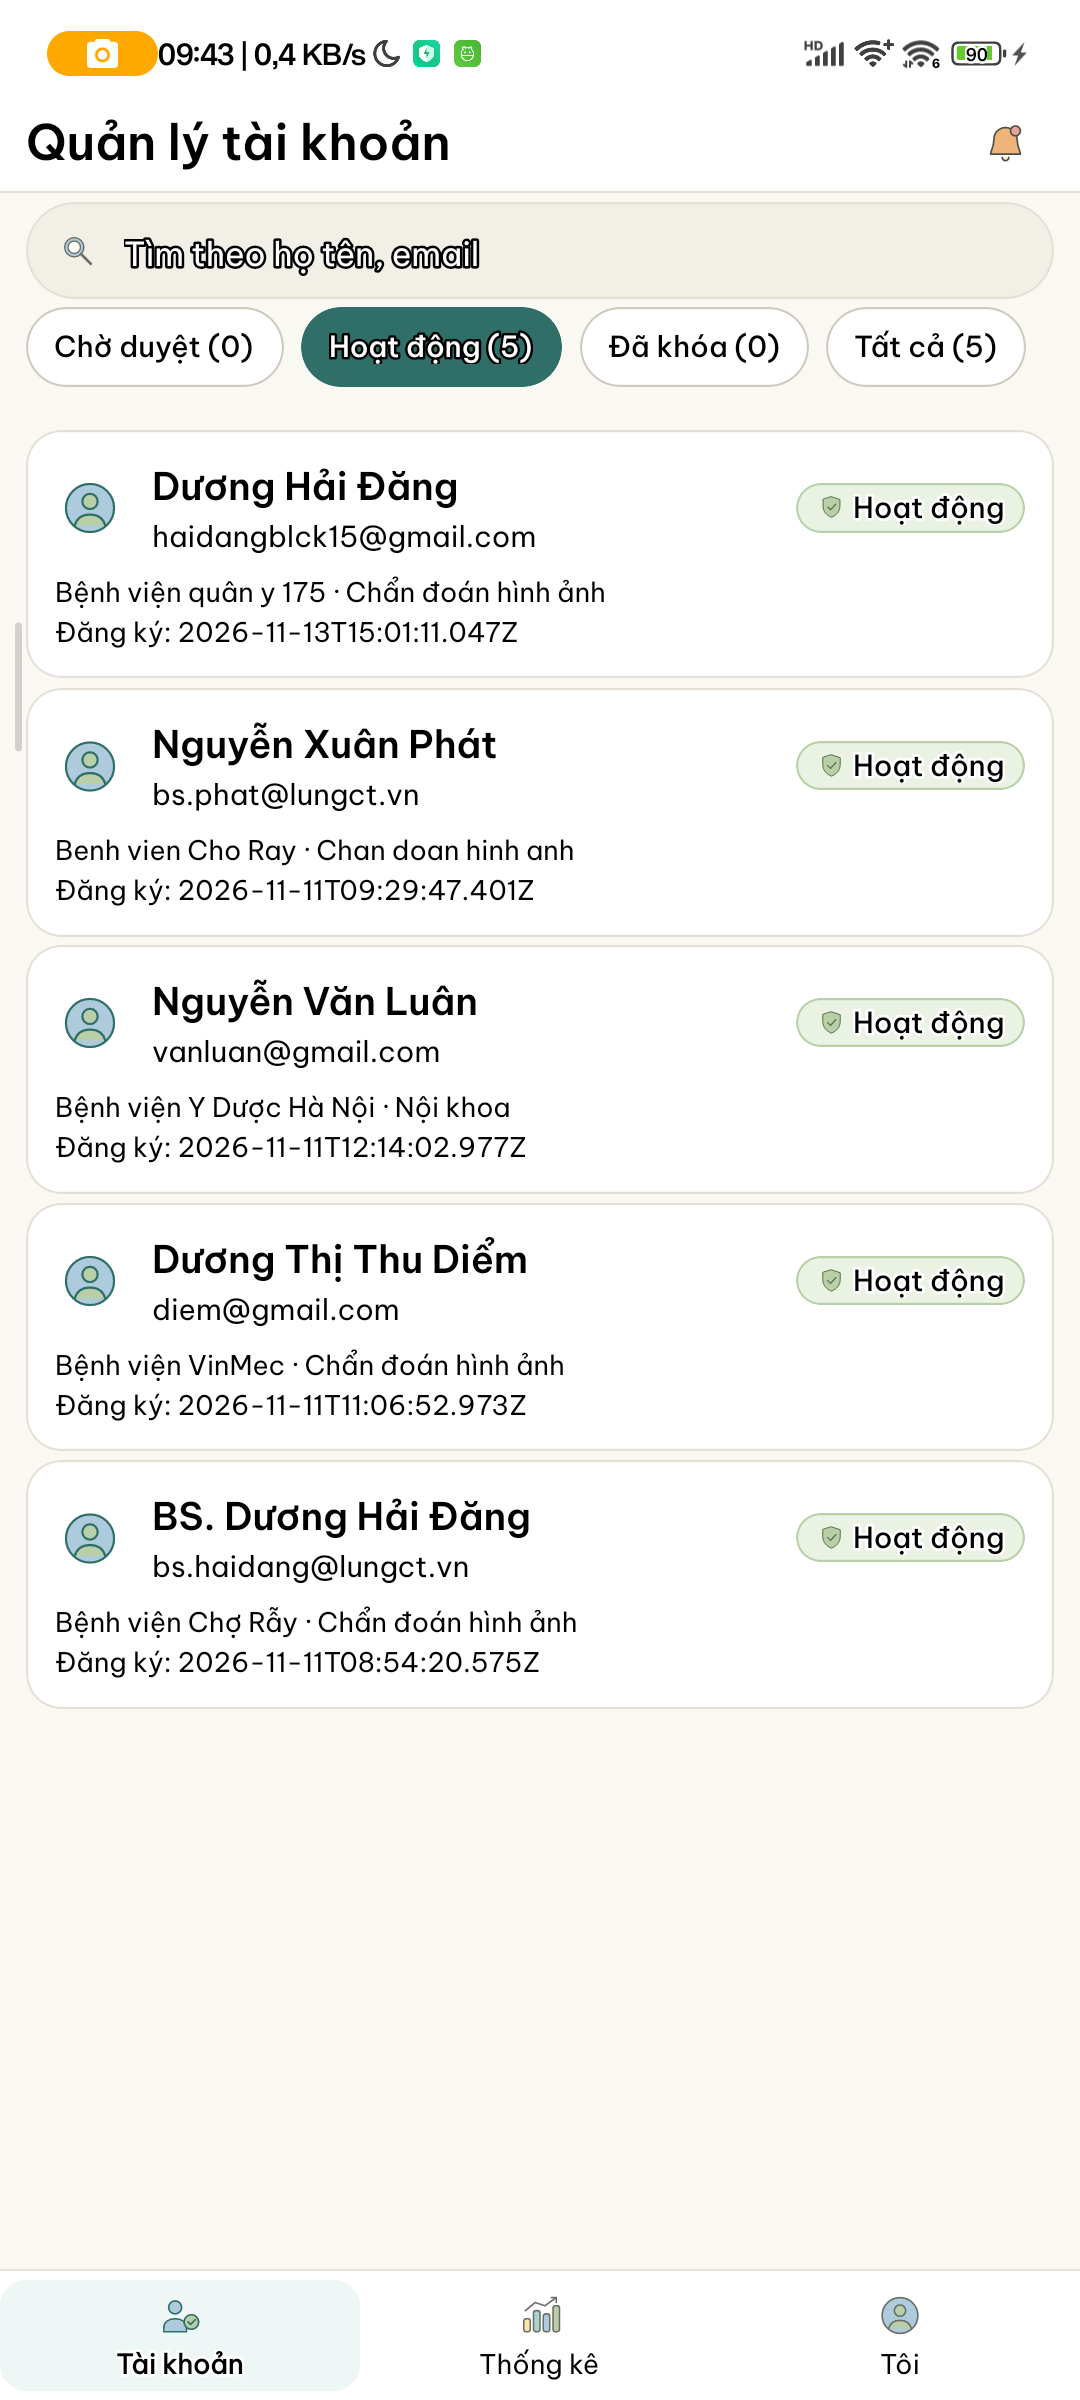 09:43 | 0,4 KB/s
HD
6
90
Quản lý tài khoản
Tìm theo họ tên, email
Chờ duyệt (0)
Hoạt động (5)
Đã khóa (0)
Tất cả (5)
Dương Hải Đăng
haidangblck15@gmail.com
Hoạt động
Bệnh viện quân y 175 · Chẩn đoán hình ảnh
Đăng ký: 2026-11-13T15:01:11.047Z
Nguyễn Xuân Phát
bs.phat@lungct.vn
Hoạt động
Benh vien Cho Ray · Chan doan hinh anh
Đăng ký: 2026-11-11T09:29:47.401Z
Nguyễn Văn Luân
vanluan@gmail.com
Hoạt động
Bệnh viện Y Dược Hà Nội · Nội khoa
Đăng ký: 2026-11-11T12:14:02.977Z
Dương Thị Thu Diểm
diem@gmail.com
Hoạt động
Bệnh viện VinMec · Chẩn đoán hình ảnh
Đăng ký: 2026-11-11T11:06:52.973Z
BS. Dương Hải Đăng
bs.haidang@lungct.vn
Hoạt động
Bệnh viện Chợ Rẫy · Chẩn đoán hình ảnh
Đăng ký: 2026-11-11T08:54:20.575Z
Tài khoản
Thống kê
Tôi